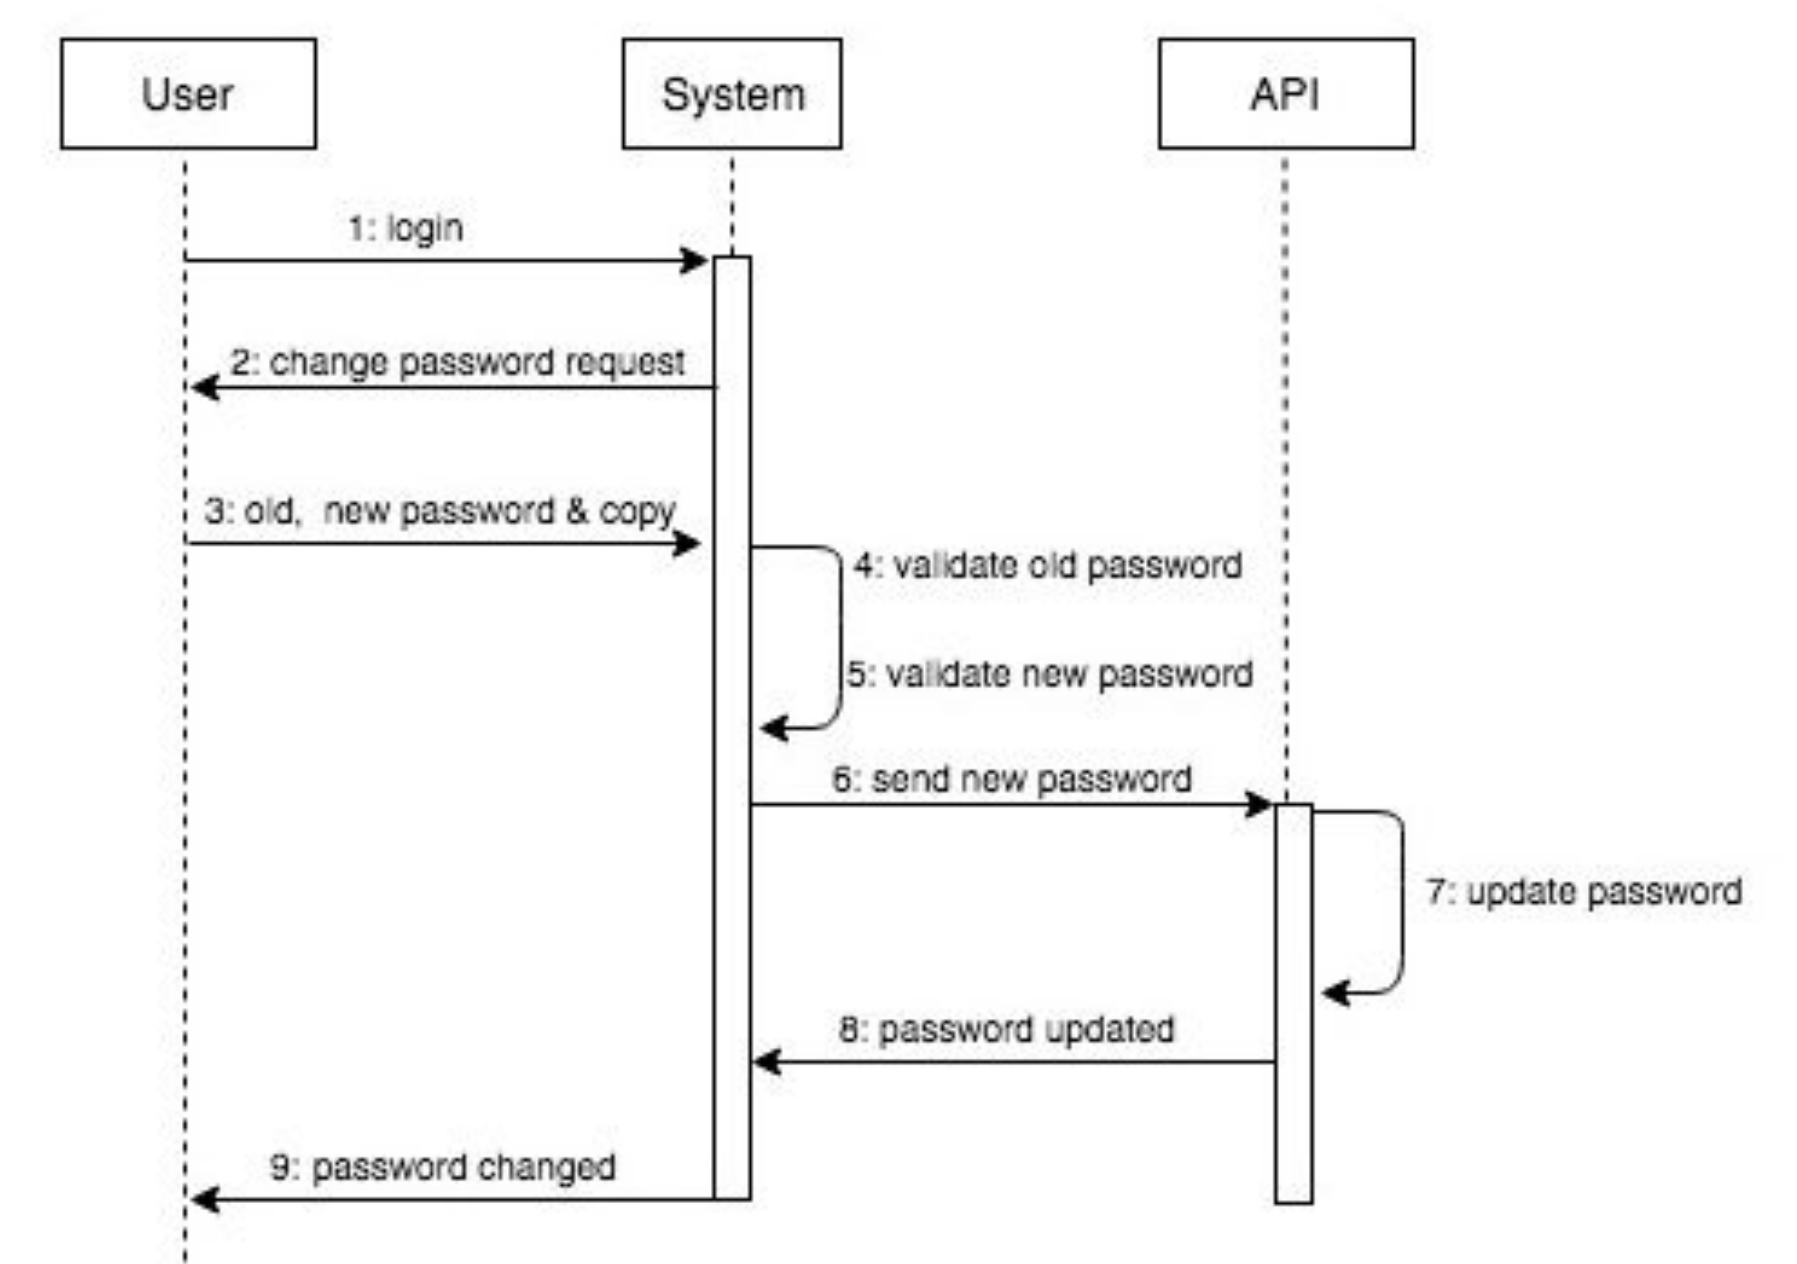 User
System
API
1: login
2: change password request
3: old, new password & copy
4: validate old password
5: validate new password
6: send new password
7: update password
8: password updated
9: password changed